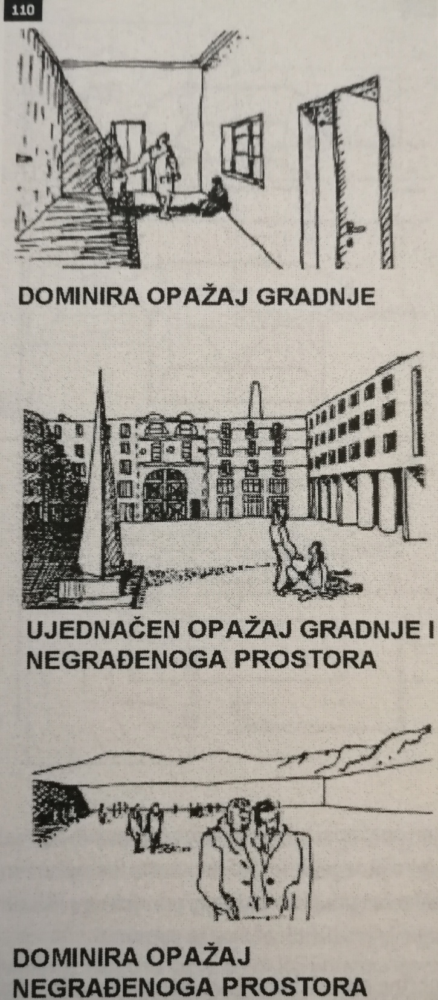 110
DOMINIRA OPAŽAJ GRADNJE
UJEDNAČEN OPAŽAJ GRADNJE I
NEGRAĐENOGA PROSTORA
DOMINIRA OPAŽAJ
NEGRAĐENOGA PROSTORA